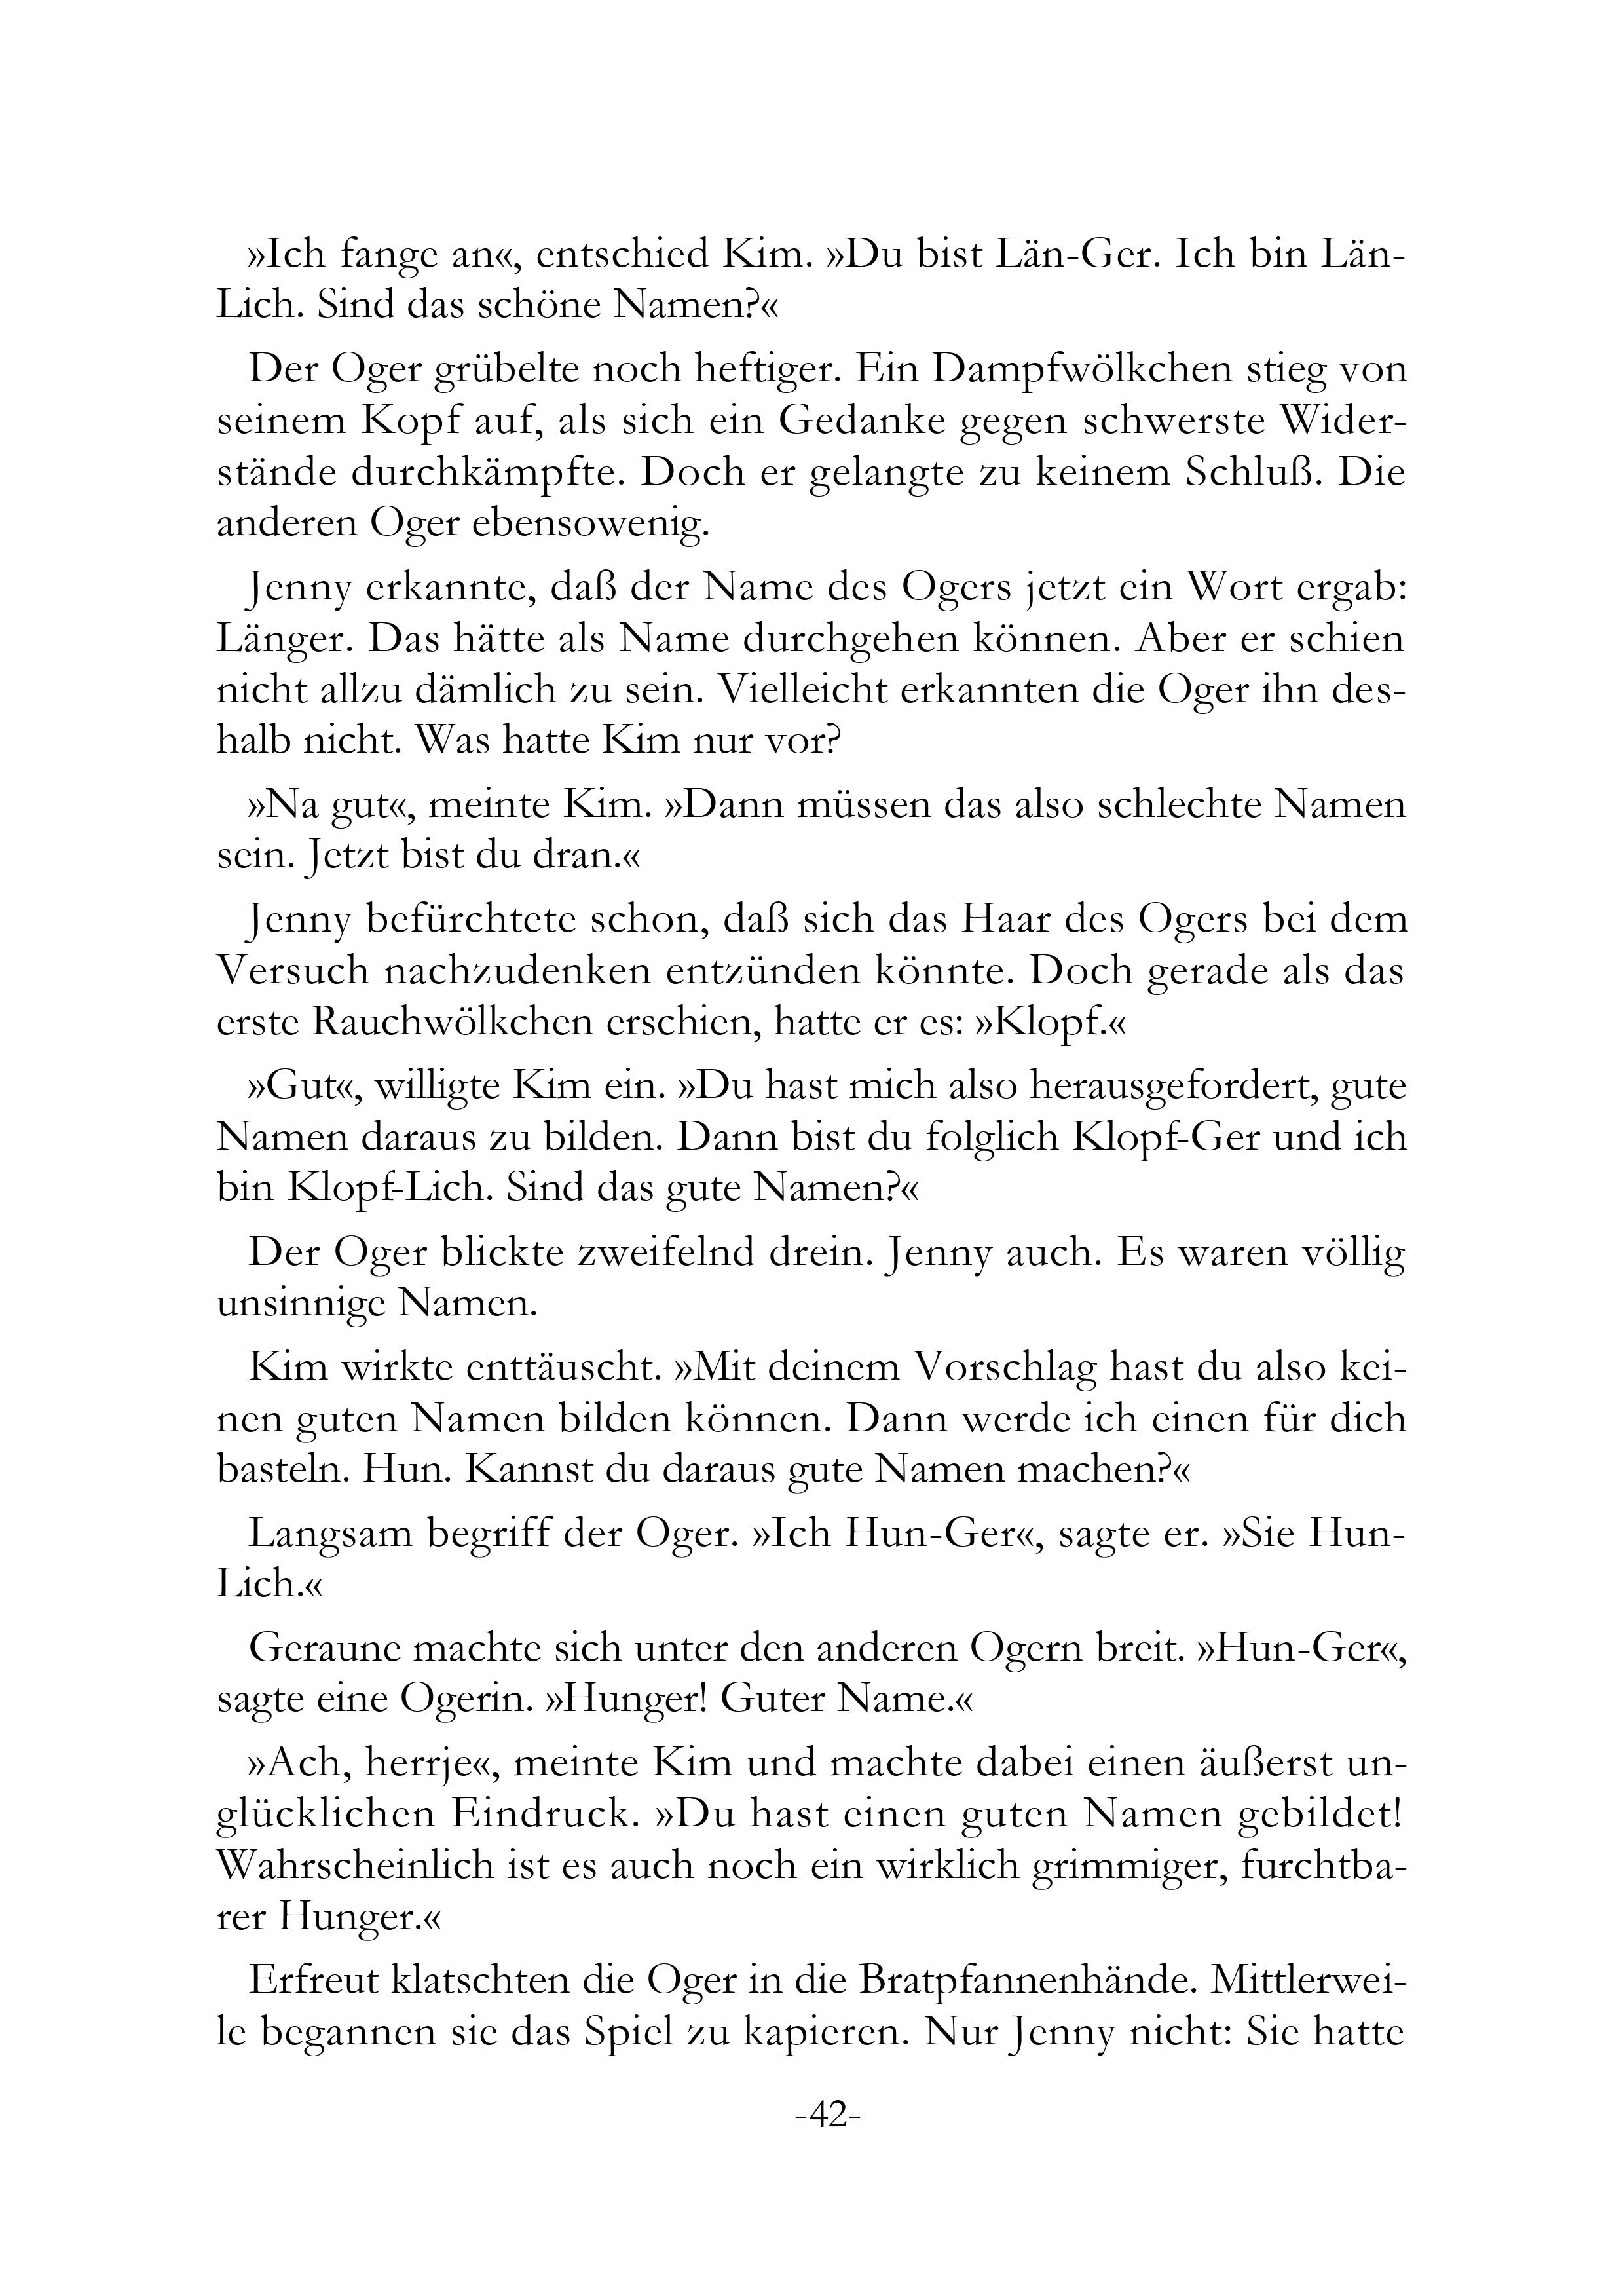 »Ich fange an«, entschied Kim. »Du bist Län-Ger. Ich bin Län-
Lich. Sind das schöne Namen?«
Der Oger grübelte noch heftiger. Ein Dampfwölkchen stieg von
seinem Kopf auf, als sich ein Gedanke gegen schwerste Wider-
stände durchkämpfte. Doch er gelangte zu keinem Schluß. Die
anderen Oger ebensowenig.
Jenny erkannte, daß der Name des Ogers jetzt ein Wort ergab:
Länger. Das hätte als Name durchgehen können. Aber er schien
nicht allzu dämlich zu sein. Vielleicht erkannten die Oger ihn des-
halb nicht. Was hatte Kim nur vor?
»Na gut«, meinte Kim. »Dann müssen das also schlechte Namen
sein. Jetzt bist du dran.«
Jenny befürchtete schon, daß sich das Haar des Ogers bei dem
Versuch nachzudenken entzünden könnte. Doch gerade als das
erste Rauchwölkchen erschien, hatte er es: »Klopf.«
»Gut«, willigte Kim ein. »Du hast mich also herausgefordert, gute
Namen daraus zu bilden. Dann bist du folglich Klopf-Ger und ich
bin Klopf-Lich. Sind das gute Namen?«
Der Oger blickte zweifelnd drein. Jenny auch. Es waren völlig
unsinnige Namen.
Kim wirkte enttäuscht. »Mit deinem Vorschlag hast du also kei-
nen guten Namen bilden können. Dann werde ich einen für dich
basteln. Hun. Kannst du daraus gute Namen machen?«
Langsam begriff der Oger. »Ich Hun-Ger«, sagte er. »Sie Hun-
Lich.«
Geraune machte sich unter den anderen Ogern breit. »Hun-Ger«,
sagte eine Ogerin. »Hunger! Guter Name.«
»Ach, herrje«, meinte Kim und machte dabei einen äußerst un-
glücklichen Eindruck. »Du hast einen guten Namen gebildet!
Wahrscheinlich ist es auch noch ein wirklich grimmiger, furchtba-
rer Hunger.«
Erfreut klatschten die Oger in die Bratpfannenhände. Mittlerwei-
le begannen sie das Spiel zu kapieren. Nur Jenny nicht: Sie hatte
-42-